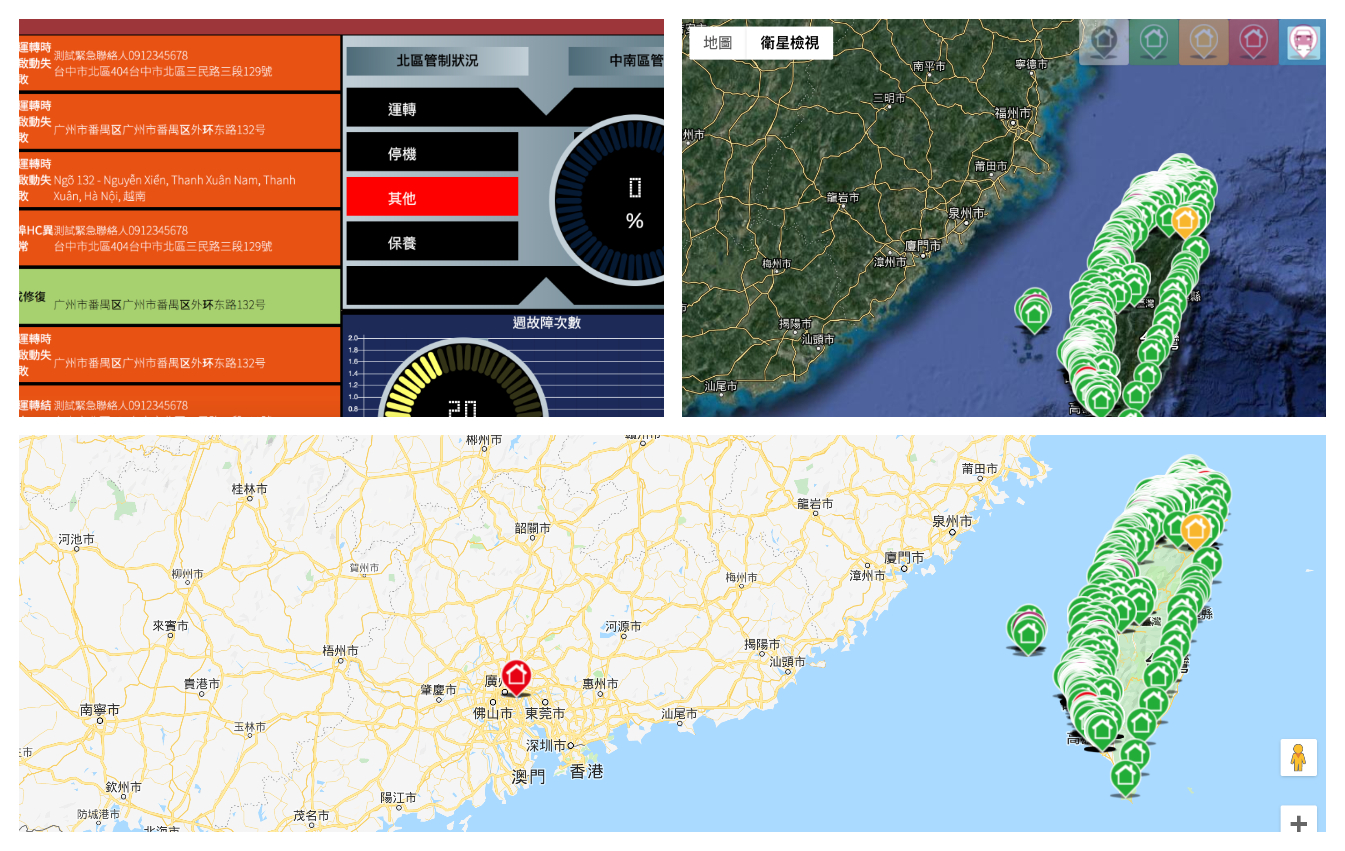 運轉時
啟動失
敗
測試緊急聯絡人0912345678
台中市北區404台中市北區三民路三段129號
運轉時
啟動失
敗
广州市番禺区广州市番禺区外环东路132号
運轉時
啟動失
敗
Ngõ 132 - Nguyễn Xiển, Thanh Xuân Nam, Thanh
Xuân, Hà Nội, 越南
HC異
常
測試緊急聯絡人0912345678
台中市北區404台中市北區三民路三段129號
修復
广州市番禺区广州市番禺区外环东路132号
運轉時
啟動失
敗
广州市番禺区广州市番禺区外环东路132号
運轉結
測試緊急聯絡人0912345678
北區管制狀況
中南區管
運轉
停機
其他
保養
0
%
週故障次數
2.0
1.8
1.6
1.4
1.2
1.0
0.8
20
地圖
衛星檢視
南平市
寧德市
三明市
福州市
州市
莆田市
龍岩市
泉州市
廈門市
漳州市
梅州市
揭陽市
汕頭市
汕尾市
灣
縣
高
郴州市
贛州市
莆田市
桂林市
龍岩市
泉州市
韶關市
河池市
廈門市
漳州市
賀州市
柳州市
梅州市
來賓市
河源市
梧州市
揭陽市
汕頭市
貴港市
肇慶市
廣
惠州市
南寧市
佛山市
東莞市
汕尾市
玉林市
深圳市
市
澳門
香港
欽州市
陽江市
防城港市
茂名市
北海市
灣
縣
高
+